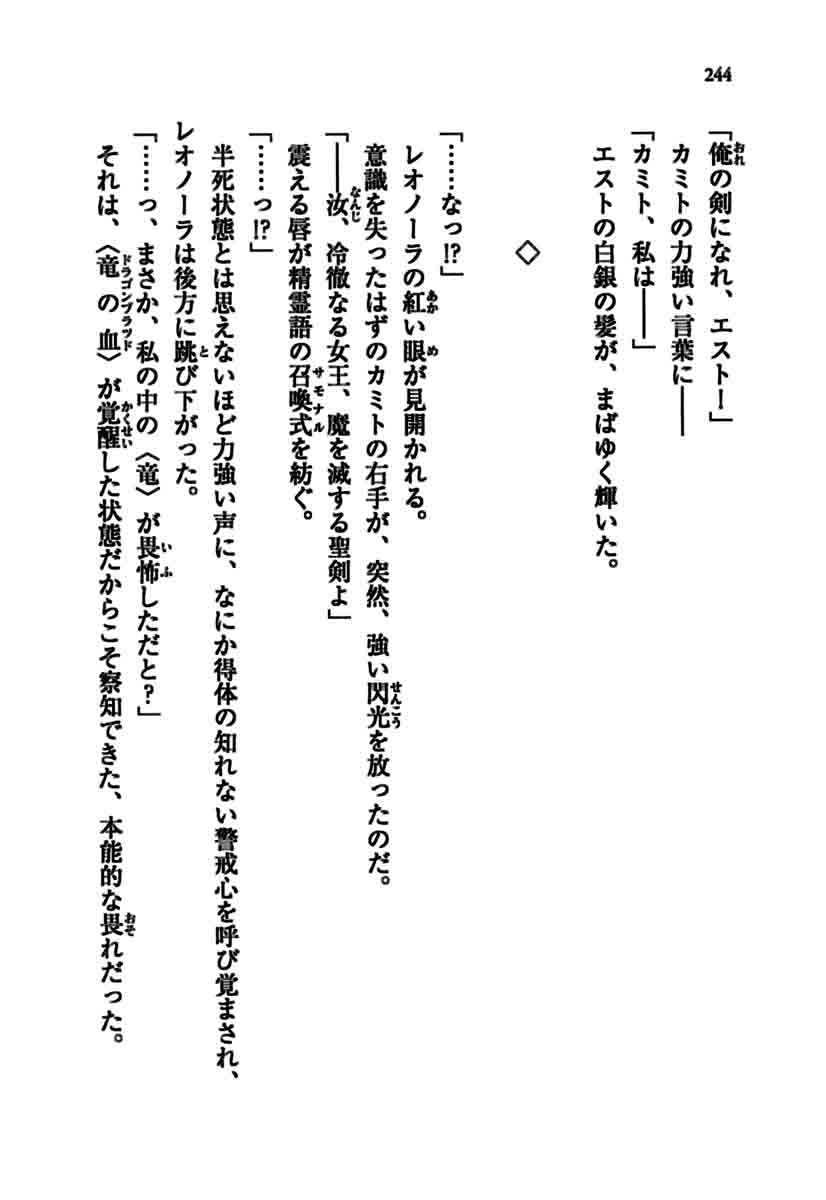 244
「俺の剣になれ、エスト！」
カミトの力強い言葉に――
「カミト、私は――」
エストの白銀の髪が、まばゆく輝いた。
◇
「……なっ!?」
レオノーラの紅い眼が見開かれる。
意識を失ったはずのカミトの右手が、突然、強い閃光を放ったのだ。
「――汝、冷徹なる女王、魔を滅する聖剣よ」
震える唇が精霊語の召喚式を紡ぐ。
「……っ!?」
半死状態とは思えないほど力強い声に、なにか得体の知れない警戒心を呼び覚まされ、
レオノーラは後方に跳び下がった。
「……っ、まさか、私の中の〈竜〉が畏怖しただと？」
それは、〈竜の血〉が覚醒した状態だからこそ察知できた、本能的な畏れだった。